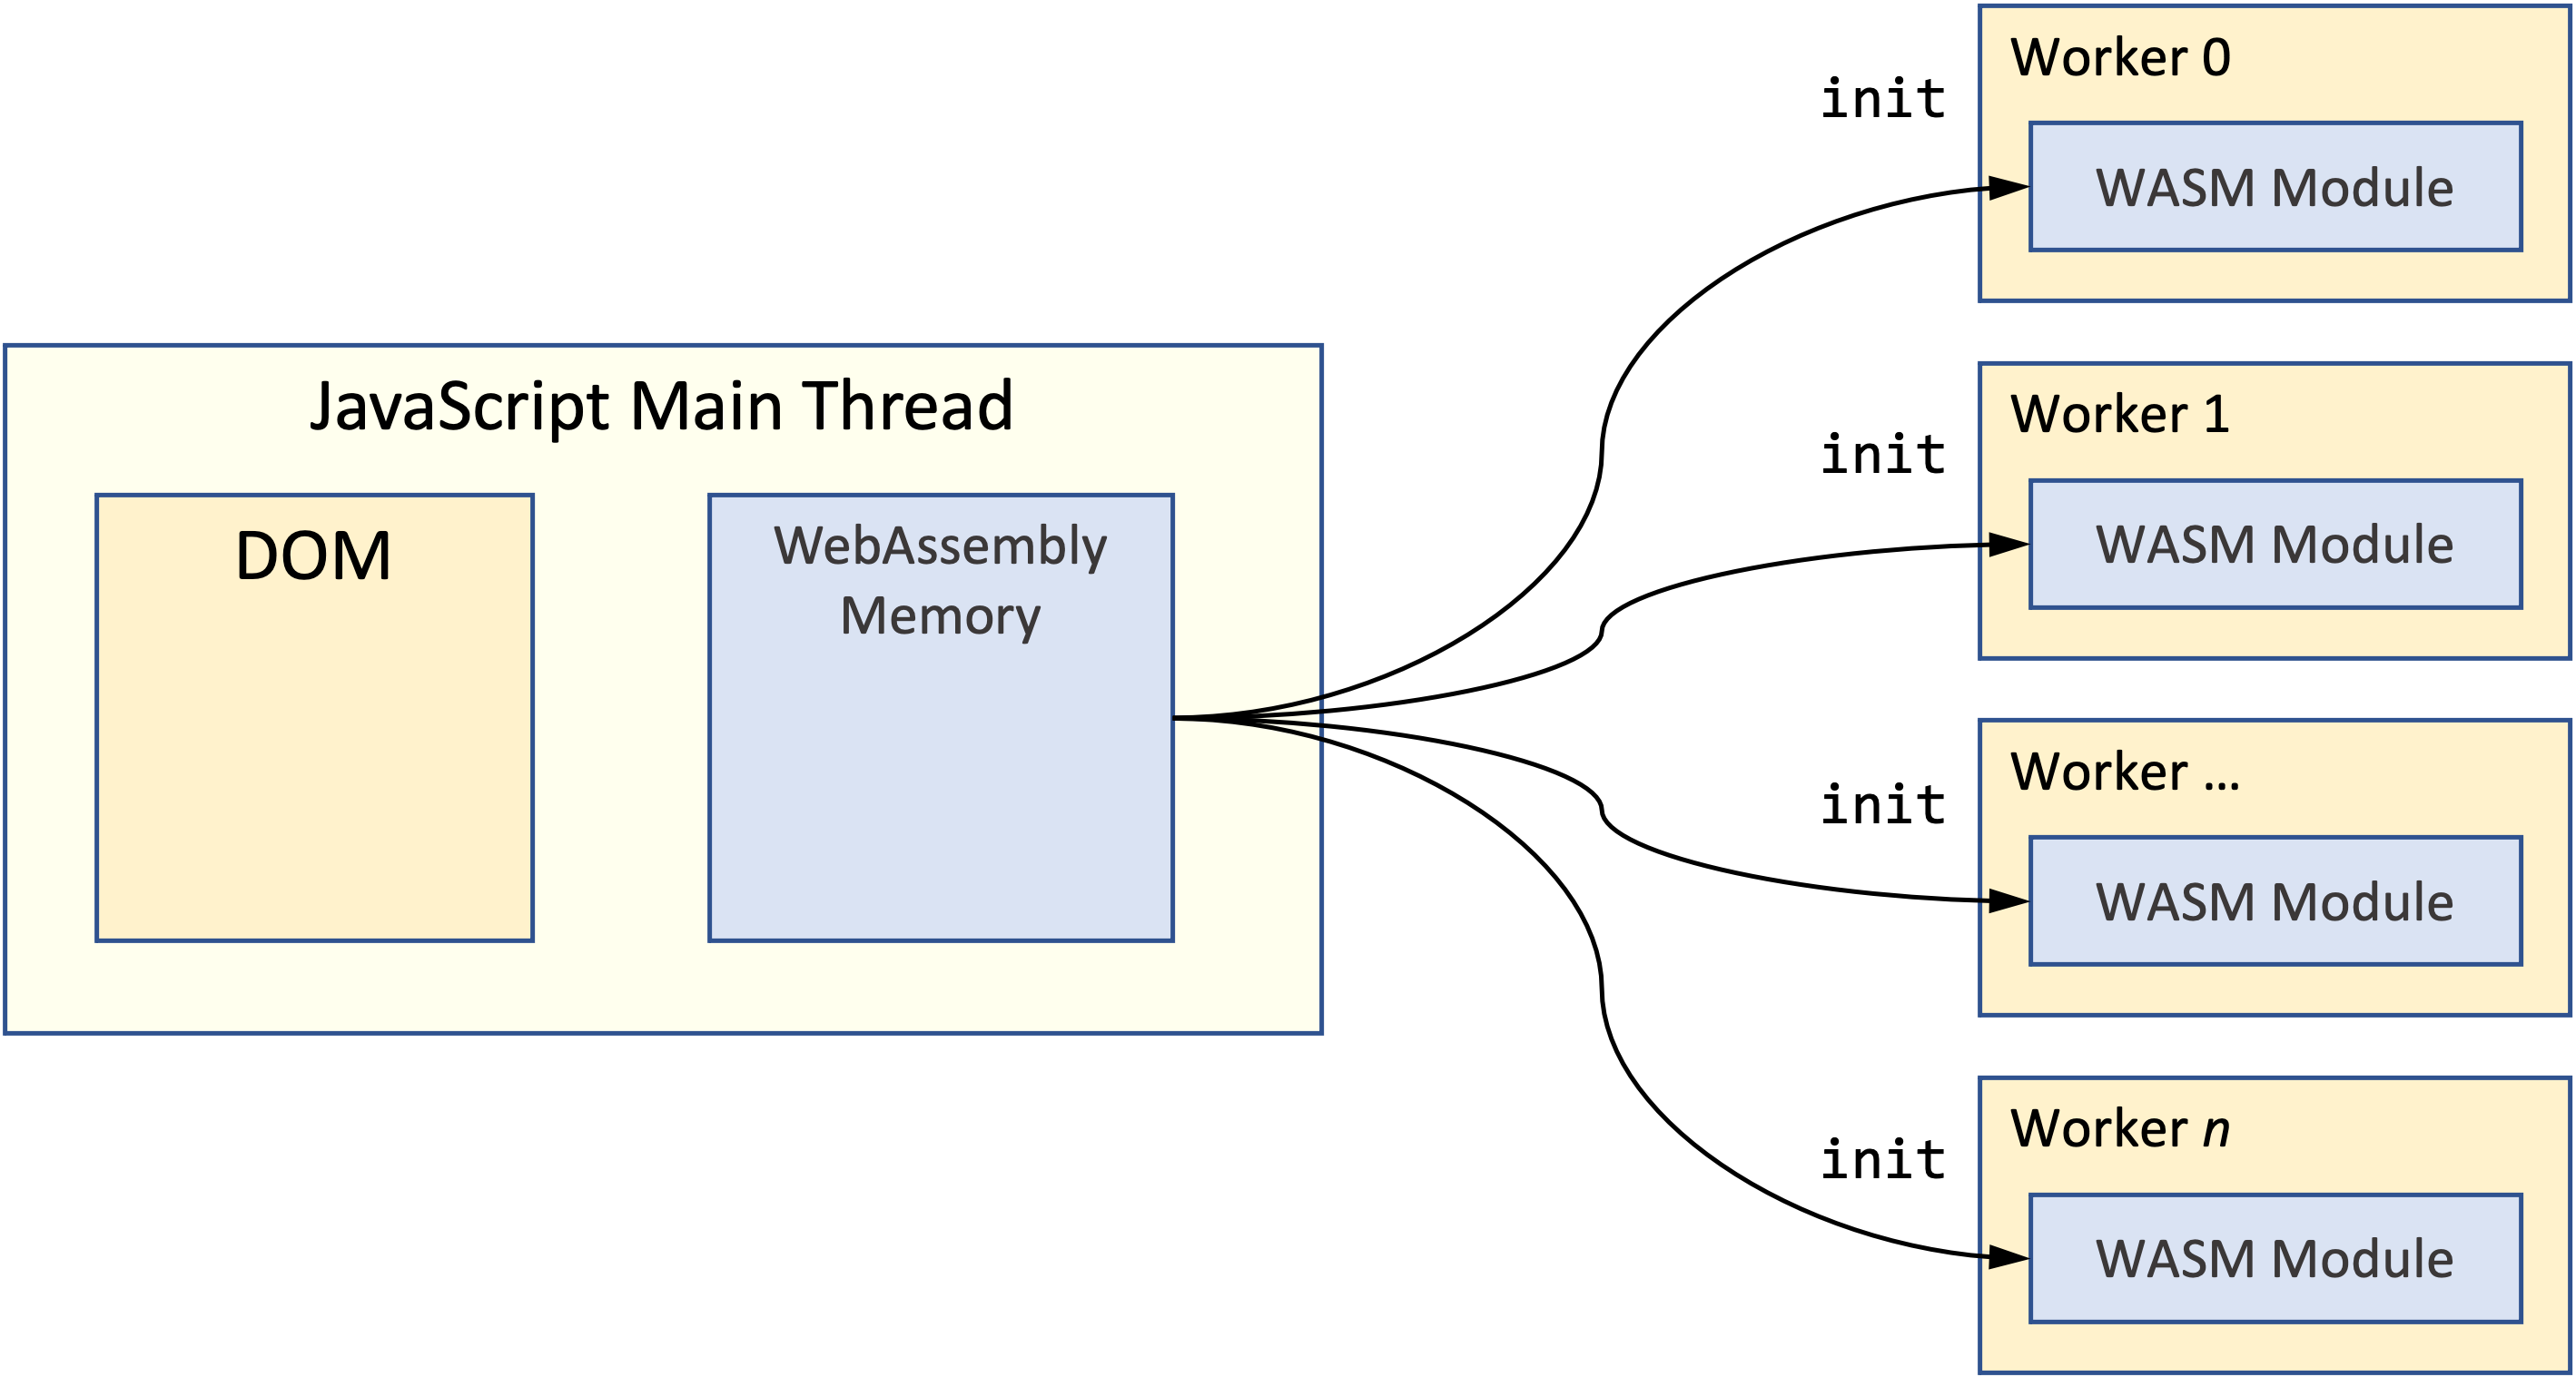 JavaScript Main Thread
DOM
WebAssembly
Memory
init
Worker 0
WASM Module
init
Worker 1
WASM Module
init
Worker ...
WASM Module
init
Worker n
WASM Module